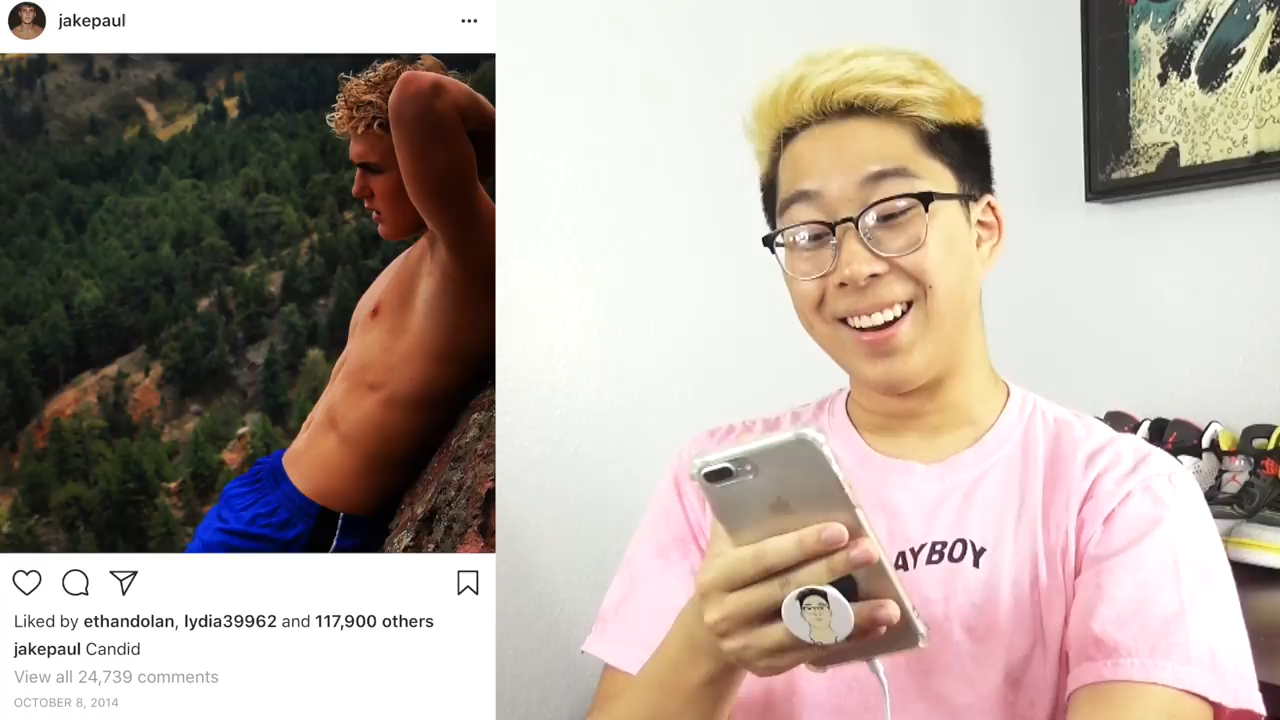 jakepaul
Liked by ethandolan, lydia39962 and 117,900 others
jakepaul Candid
View all 24,739 comments
OCTOBER 8, 2014
AYBOY